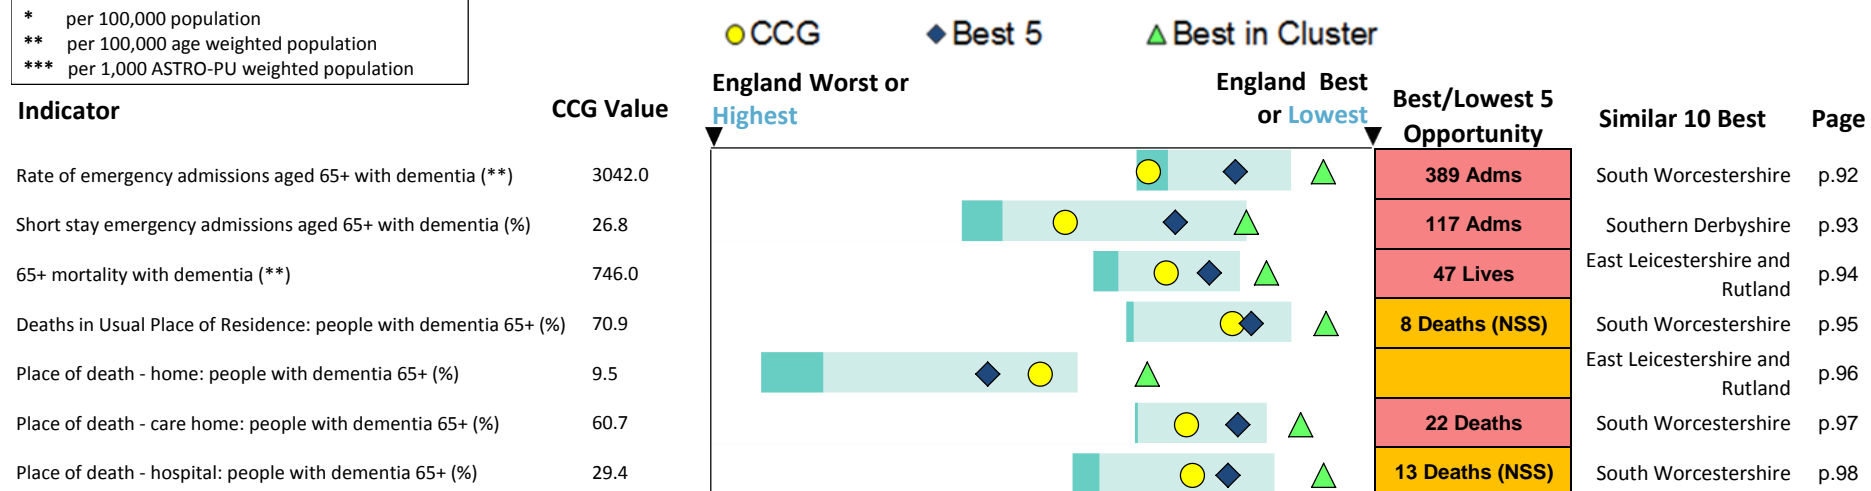 * per 100,000 population
** per 100,000 age weighted population
*** per 1,000 ASTRO-PU weighted population
CCG
Best 5
Best in Cluster
Indicator
CCG Value
England Worst or
Highest
England Best
or Lowest
Best/Lowest 5
Opportunity
Similar 10 Best
Page
Rate of emergency admissions aged 65+ with dementia (**) 3042.0 389 Adms South Worcestershire p.92
Short stay emergency admissions aged 65+ with dementia (%) 26.8 117 Adms Southern Derbyshire p.93
65+ mortality with dementia (**) 746.0 47 Lives East Leicestershire and
Rutland p.94
Deaths in Usual Place of Residence: people with dementia 65+ (%) 70.9 8 Deaths (NSS) South Worcestershire p.95
Place of death - home: people with dementia 65+ (%) 9.5 East Leicestershire and
Rutland p.96
Place of death - care home: people with dementia 65+ (%) 60.7 22 Deaths South Worcestershire p.97
Place of death - hospital: people with dementia 65+ (%) 29.4 13 Deaths (NSS) South Worcestershire p.98